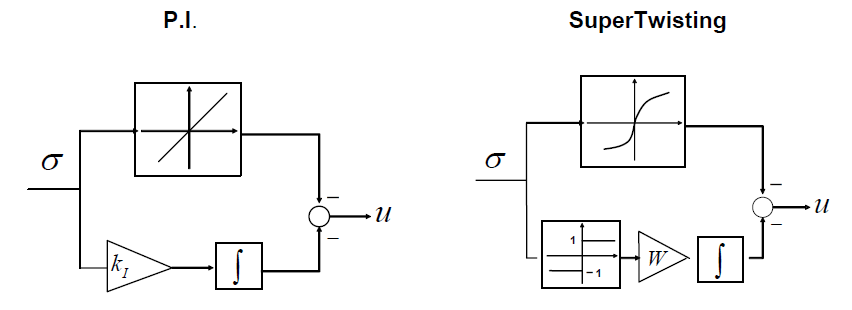 P.I. SuperTwisting
σ
−
u
−
k_I
∫
σ
−
u
−
1
−1
W
∫